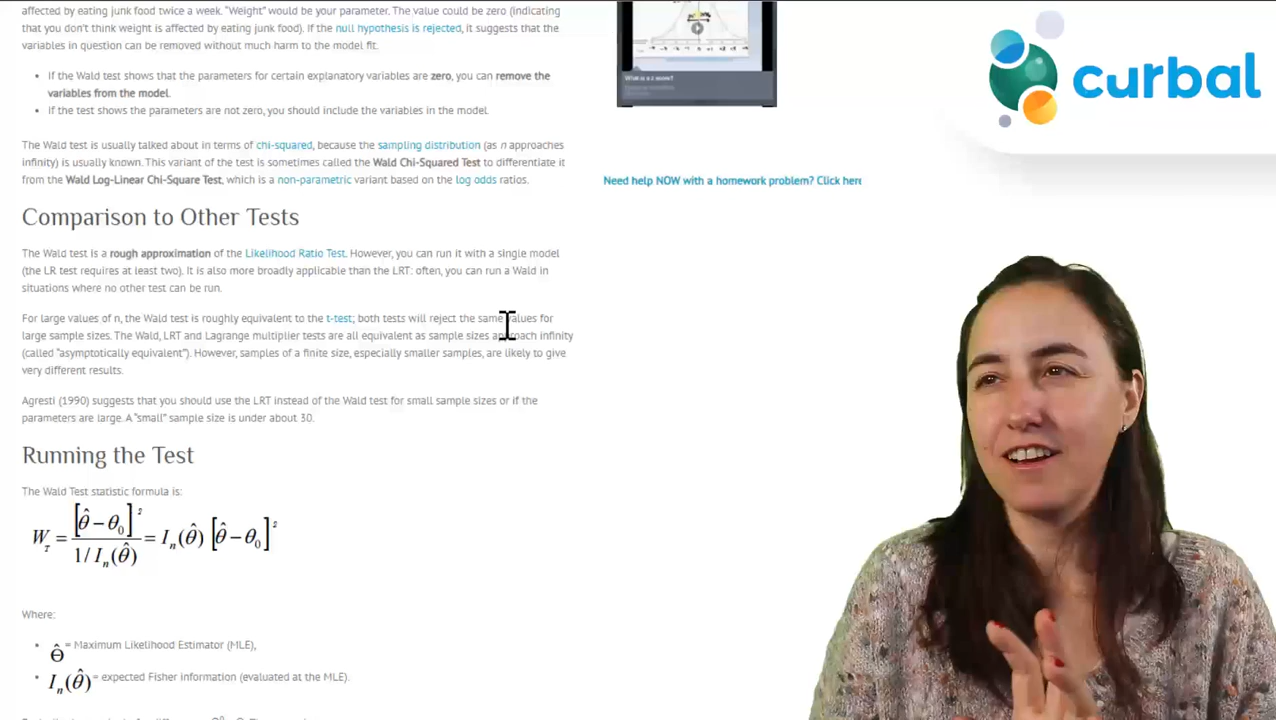 affected by eating junk food twice a week. "Weight" would be your parameter. The value could be zero (indicating
that you don't think weight is affected by eating junk food). If the null hypothesis is rejected, it suggests that the
variables in question can be removed without much harm to the model fit.
• If the Wald test shows that the parameters for certain explanatory variables are zero, you can remove the
variables from the model.
• If the test shows the parameters are not zero, you should include the variables in the model.
The Wald test is usually talked about in terms of chi-squared, because the sampling distribution (as n approaches
infinity) is usually known. This variant of the test is sometimes called the Wald Chi-Squared Test to differentiate it
from the Wald Log-Linear Chi-Square Test, which is a non-parametric variant based on the log odds ratios.
Comparison to Other Tests
The Wald test is a rough approximation of the Likelihood Ratio Test. However, you can run it with a single model
(the LR test requires at least two). It is also more broadly applicable than the LRT: often, you can run a Wald in
situations where no other test can be run.
For large values of n, the Wald test is roughly equivalent to the t-test; both tests will reject the same values for
large sample sizes. The Wald, LRT and Lagrange multiplier tests are all equivalent as sample sizes approach infinity
(called "asymptotically equivalent"). However, samples of a finite size, especially smaller samples, are likely to give
very different results.
Agresti (1990) suggests that you should use the LRT instead of the Wald test for small sample sizes or if the
parameters are large. A "small" sample size is under about 30.
Running the Test
The Wald Test statistic formula is:
W_τ = [θ̂ − θ₀]² / 1/I_n(θ̂) = I_n(θ̂) [θ̂ − θ₀]²
Where:
• Θ̂ = Maximum Likelihood Estimator (MLE),
• I_n(θ̂) = expected Fisher information (evaluated at the MLE).
What is a z score?
Need help NOW with a homework problem? Click here
curbal